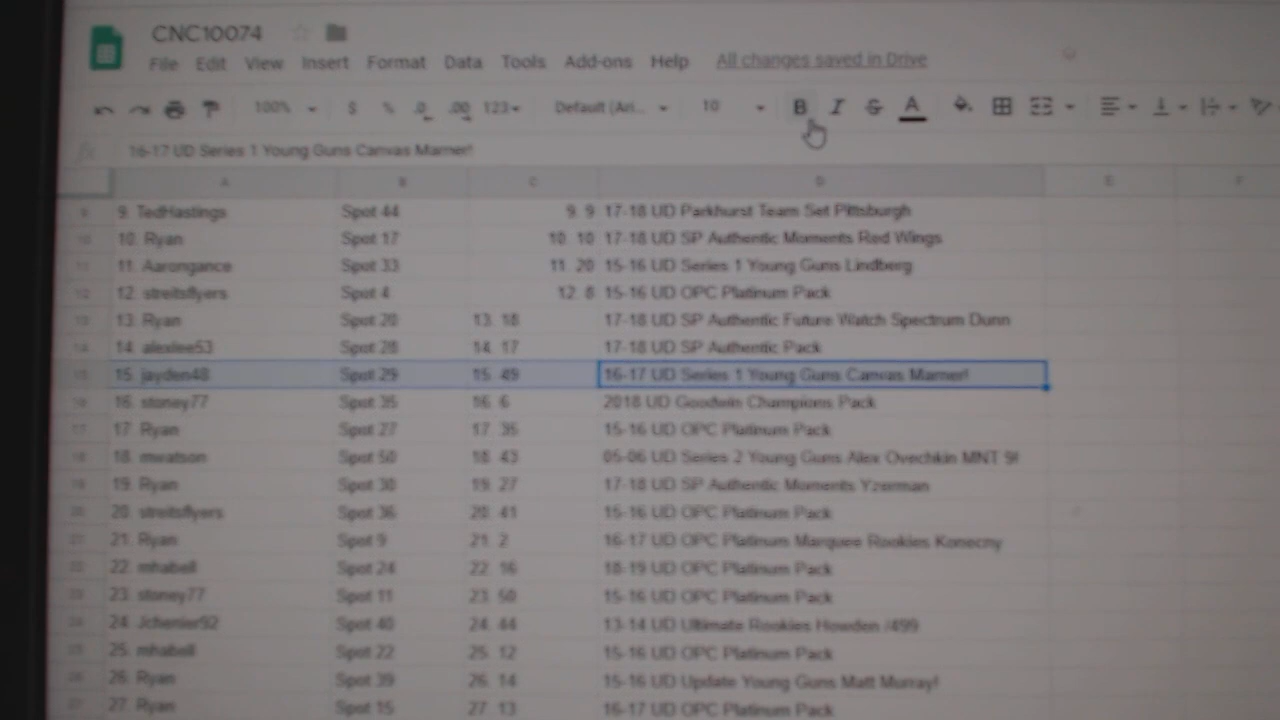 CNC10074
File Edit View Insert Format Data Tools Add-ons Help All changes saved in Drive
100% $ % .0 .00 123 Default (Ari... 10 B I S A
fx 16-17 UD Series 1 Young Guns Canvas Marner!
A B C D E F
9. TedHastings Spot 44 9. 9 17-18 UD Parkhurst Team Set Pittsburgh
10. Ryan Spot 17 10. 10 17-18 UD SP Authentic Moments Red Wings
11. Aarongance Spot 33 11. 20 15-16 UD Series 1 Young Guns Lindberg
12. streitsflyers Spot 4 12. 8 15-16 UD OPC Platinum Pack
13. Ryan Spot 20 13. 18 17-18 UD SP Authentic Future Watch Spectrum Dunn
14. alexlee53 Spot 28 14. 17 17-18 UD SP Authentic Pack
15. jayden48 Spot 29 15. 49 16-17 UD Series 1 Young Guns Canvas Marner!
16. stoney77 Spot 35 16. 6 2018 UD Goodwin Champions Pack
17. Ryan Spot 27 17. 35 15-16 UD OPC Platinum Pack
18. mwatson Spot 50 18. 43 05-06 UD Series 2 Young Guns Alex Ovechkin MNT 9!
19. Ryan Spot 30 19. 27 17-18 UD SP Authentic Moments Yzerman
20. streitsflyers Spot 36 20. 41 15-16 UD OPC Platinum Pack
21. Ryan Spot 9 21. 2 16-17 UD OPC Platinum Marquee Rookies Konecny
22. mhabell Spot 24 22. 16 18-19 UD OPC Platinum Pack
23. stoney77 Spot 11 23. 50 15-16 UD OPC Platinum Pack
24. Jchenier92 Spot 40 24. 44 13-14 UD Ultimate Rookies Howden /499
25. mhabell Spot 22 25. 12 15-16 UD OPC Platinum Pack
26. Ryan Spot 39 26. 14 15-16 UD Update Young Guns Matt Murray!
27. Ryan Spot 15 27. 13 16-17 UD OPC Platinum Pack